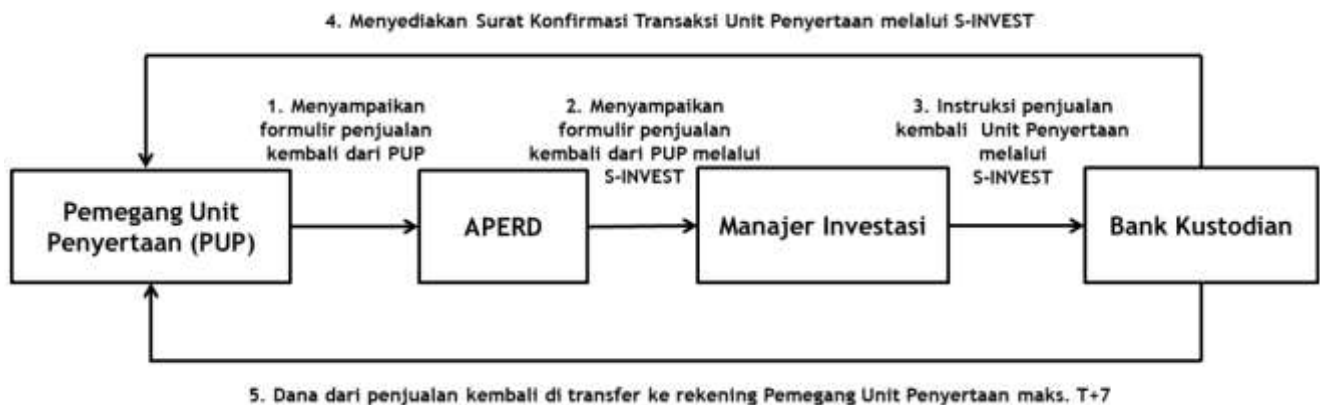 4. Menyediakan Surat Konfirmasi Transaksi Unit Penyertaan melalui S-INVEST
1. Menyampaikan
formulir penjualan
kembali dari PUP
2. Menyampaikan
formulir penjualan
kembali dari PUP melalui
S-INVEST
3. Instruksi penjualan
kembali Unit Penyertaan
melalui
S-INVEST
Pemegang Unit
Penyertaan (PUP)
APERD
Manajer Investasi
Bank Kustodian
5. Dana dari penjualan kembali di transfer ke rekening Pemegang Unit Penyertaan maks. T+7